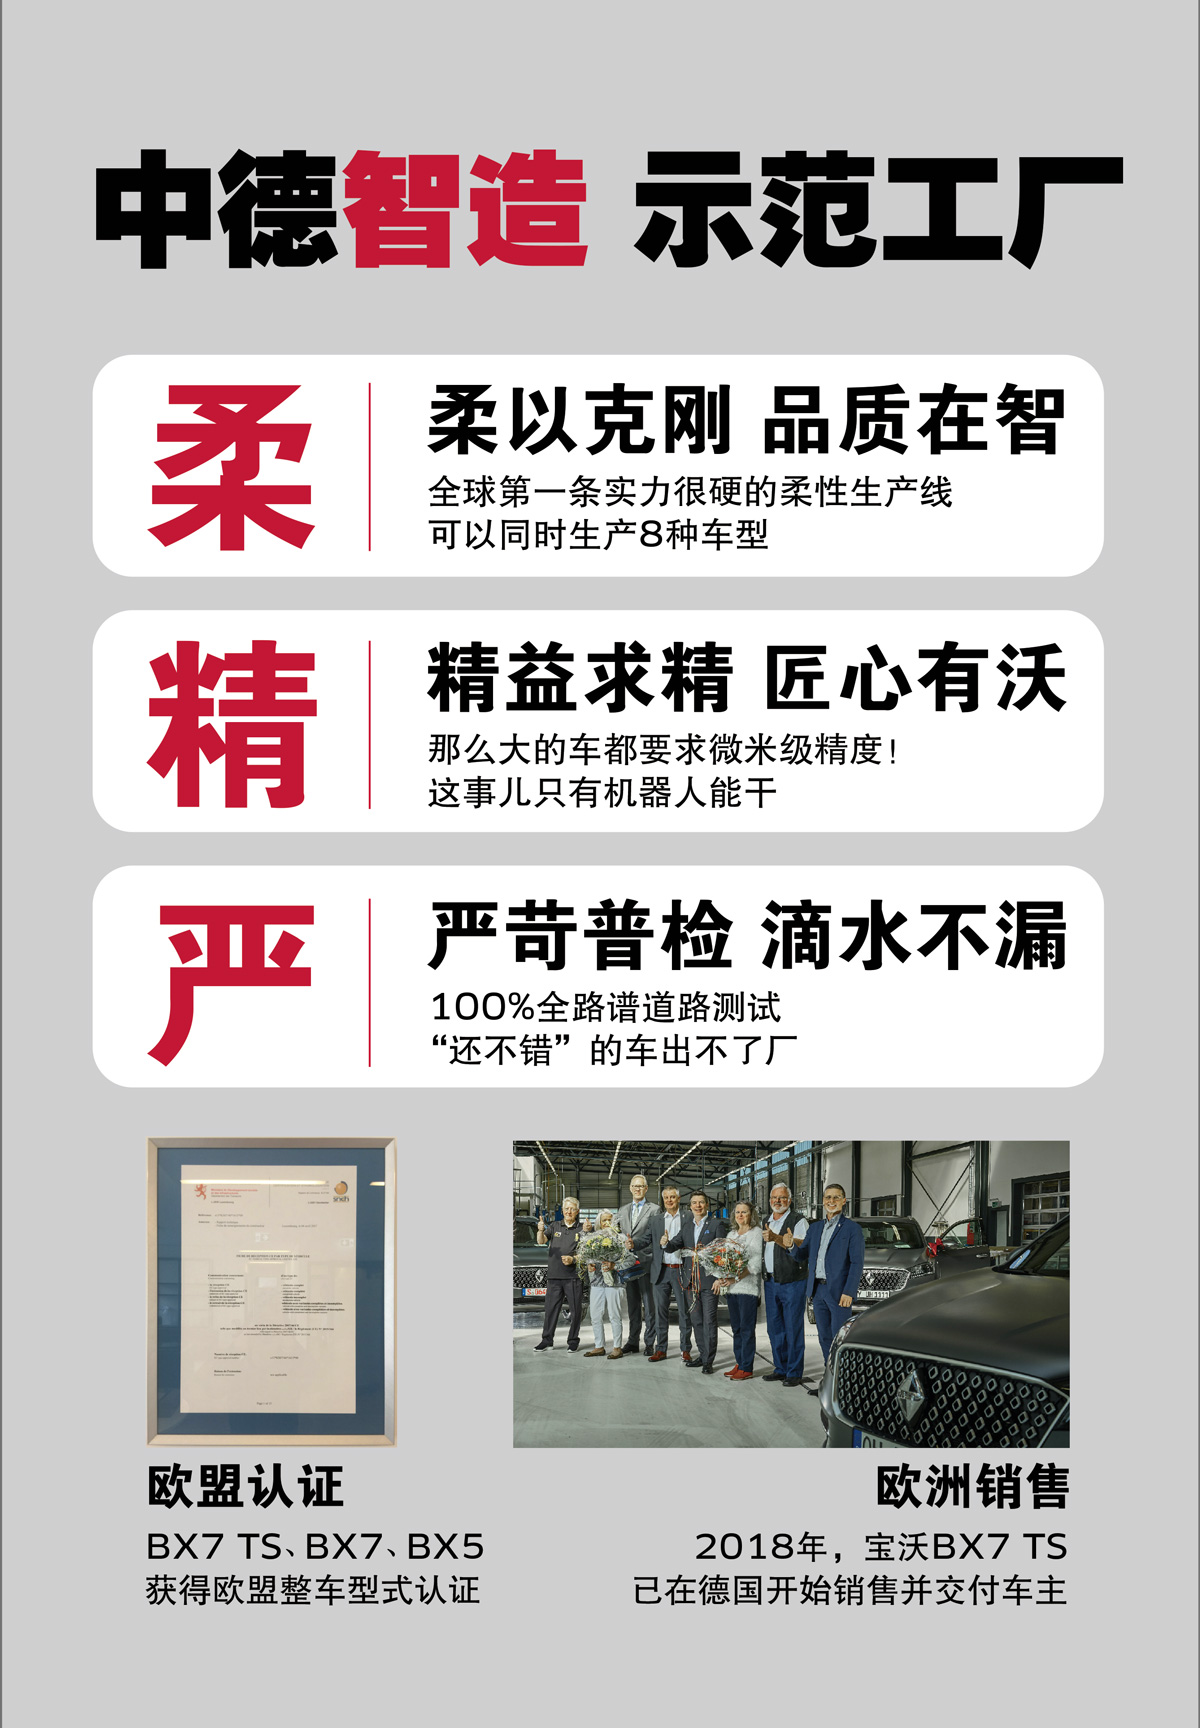 中德智造 示范工厂
柔
柔以克刚 品质在智
全球第一条实力很硬的柔性生产线
可以同时生产8种车型
精
精益求精 匠心有沃
那么大的车都要求微米级精度！
这事儿只有机器人能干
严
严苛普检 滴水不漏
100%全路谱道路测试
“还不错”的车出不了厂
欧盟认证
BX7 TS、BX7、BX5
获得欧盟整车型式认证
欧洲销售
2018年，宝沃BX7 TS
已在德国开始销售并交付车主